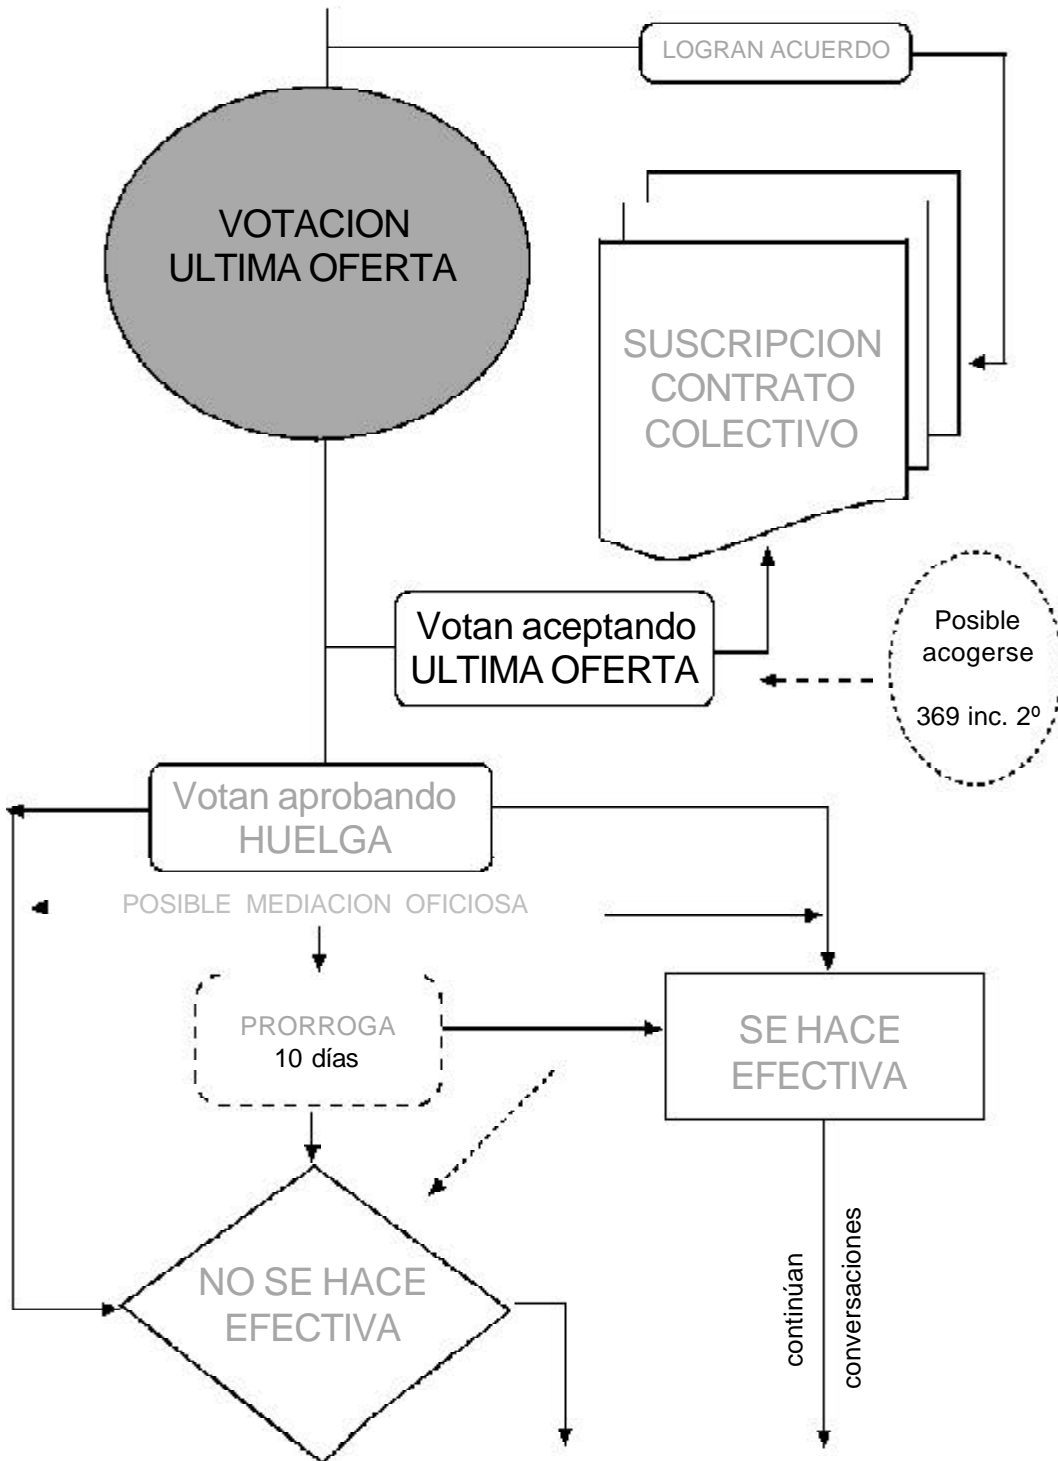 LOGRAN ACUERDO
VOTACION
ULTIMA OFERTA
SUSCRIPCION
CONTRATO
COLECTIVO
Votan aceptando
ULTIMA OFERTA
Posible
acogerse
369 inc. 2º
Votan aprobando
HUELGA
POSIBLE MEDIACION OFICIOSA
PRORROGA
10 días
SE HACE
EFECTIVA
NO SE HACE
EFECTIVA
continúan
conversaciones